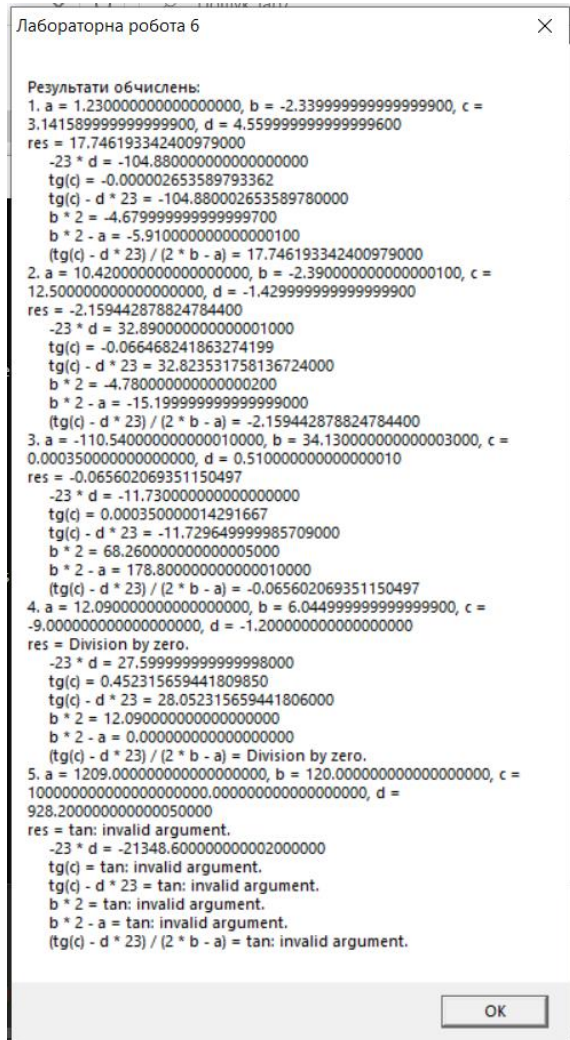 Лабораторна робота 6
Результати обчислень:
1. a = 1.230000000000000000, b = -2.339999999999999900, c =
3.141589999999999900, d = 4.559999999999999600
res = 17.746193342400979000
-23 * d = -104.880000000000000000
tg(c) = -0.000002653589793362
tg(c) - d * 23 = -104.880002653589780000
b * 2 = -4.679999999999999700
b * 2 - a = -5.910000000000000100
(tg(c) - d * 23) / (2 * b - a) = 17.746193342400979000
2. a = 10.420000000000000000, b = -2.390000000000000100, c =
12.500000000000000000, d = -1.429999999999999900
res = -2.159442878824784400
-23 * d = 32.890000000000001000
tg(c) = -0.066468241863274199
tg(c) - d * 23 = 32.823531758136724000
b * 2 = -4.780000000000000200
b * 2 - a = -15.199999999999999000
(tg(c) - d * 23) / (2 * b - a) = -2.159442878824784400
3. a = -110.540000000000010000, b = 34.130000000000003000, c =
0.000350000000000000, d = 0.510000000000000010
res = -0.065602069351150497
-23 * d = -11.730000000000000000
tg(c) = 0.000350000014291667
tg(c) - d * 23 = -11.729649999985709000
b * 2 = 68.260000000000005000
b * 2 - a = 178.800000000000010000
(tg(c) - d * 23) / (2 * b - a) = -0.065602069351150497
4. a = 12.090000000000000000, b = 6.044999999999999900, c =
-9.000000000000000000, d = -1.200000000000000000
res = Division by zero.
-23 * d = 27.599999999999998000
tg(c) = 0.452315659441809850
tg(c) - d * 23 = 28.052315659441806000
b * 2 = 12.090000000000000000
b * 2 - a = 0.000000000000000000
(tg(c) - d * 23) / (2 * b - a) = Division by zero.
5. a = 1209.000000000000000000, b = 120.000000000000000000, c =
100000000000000000000.000000000000000000, d =
928.200000000000050000
res = tan: invalid argument.
-23 * d = -21348.600000000002000000
tg(c) = tan: invalid argument.
tg(c) - d * 23 = tan: invalid argument.
b * 2 = tan: invalid argument.
b * 2 - a = tan: invalid argument.
(tg(c) - d * 23) / (2 * b - a) = tan: invalid argument.
OK